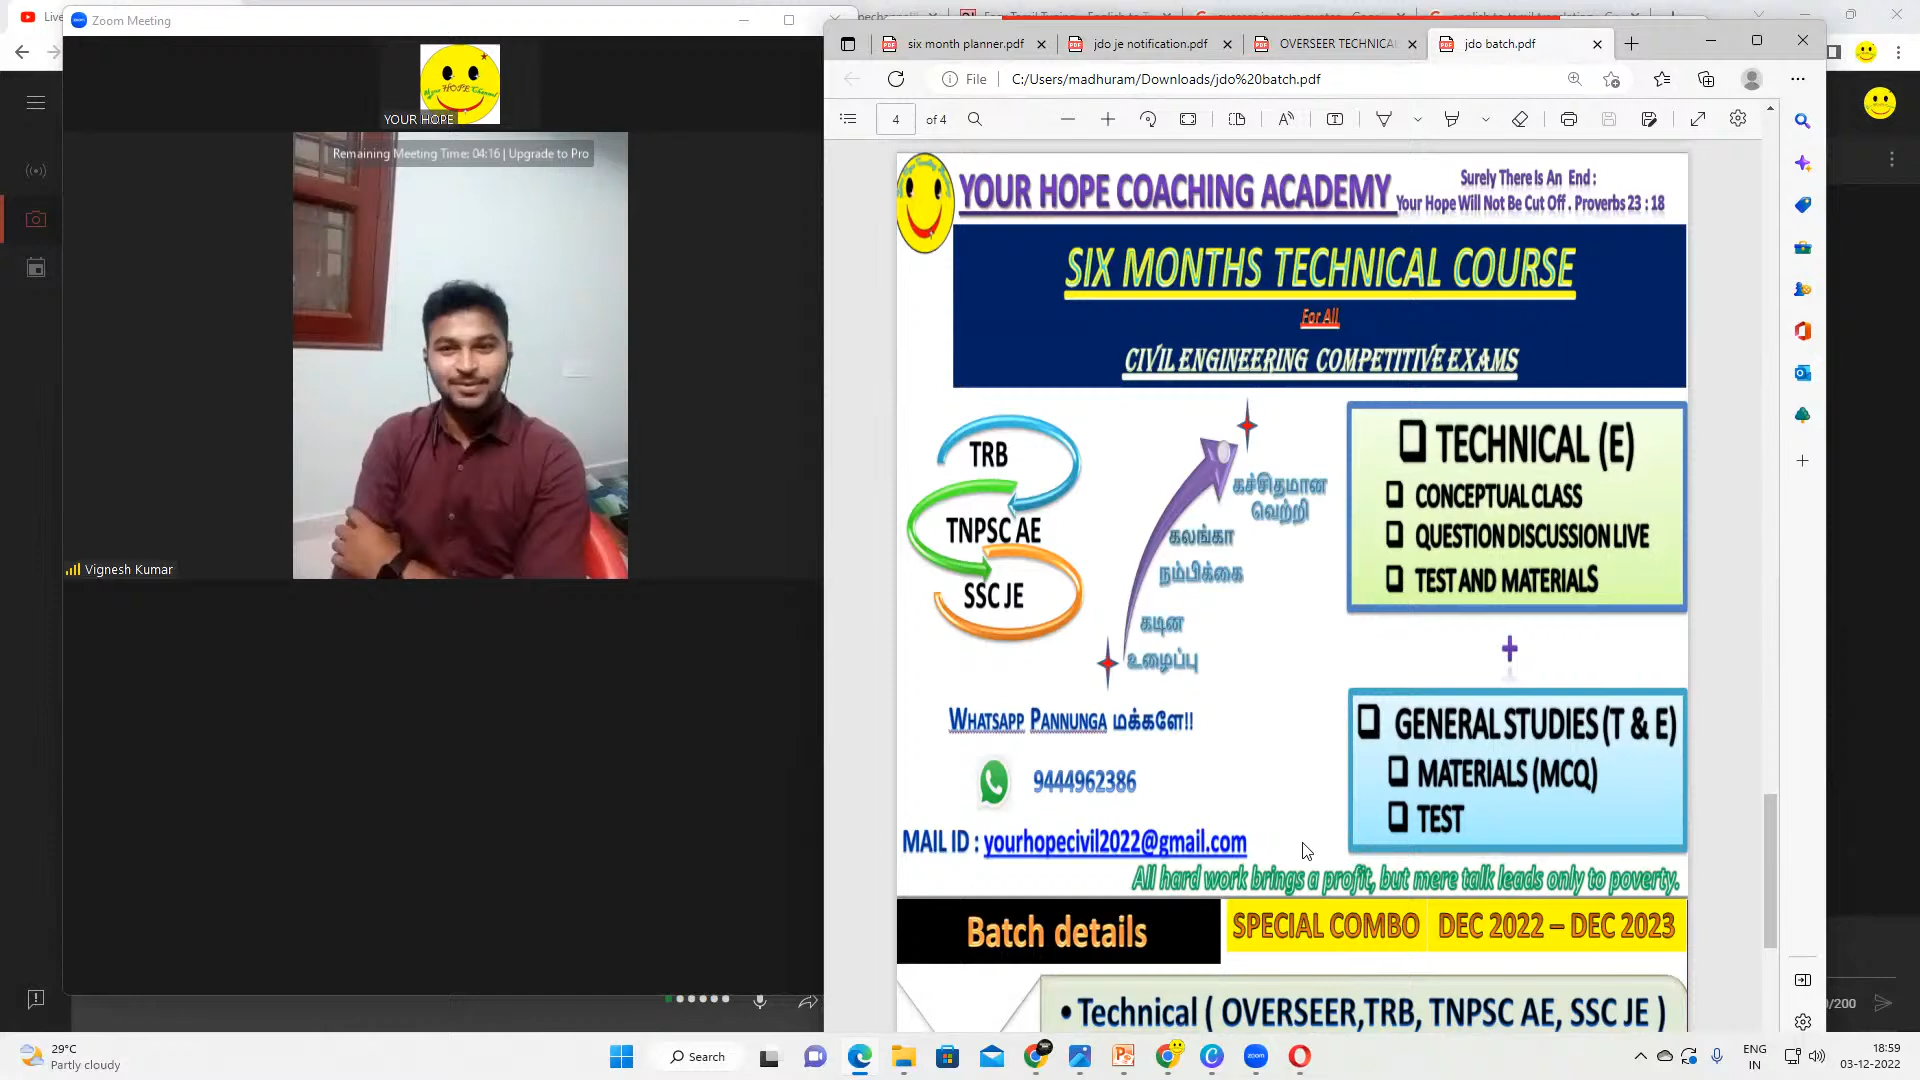 Live
Zoom Meeting
YOUR HOPE
Remaining Meeting Time: 04:16 | Upgrade to Pro
Vignesh Kumar
six month planner.pdf
jdo je notification.pdf
OVERSEER TECHNICAL
jdo batch.pdf
File
C:/Users/madhuram/Downloads/jdo%20batch.pdf
4 of 4
YOUR HOPE COACHING ACADEMY
Surely There Is An End :
Your Hope Will Not Be Cut Off . Proverbs 23 : 18
SIX MONTHS TECHNICAL COURSE
For All
CIVIL ENGINEERING COMPETITIVE EXAMS
TRB
TNPSC AE
SSC JE
கச்சிதமான
வெற்றி
கலங்கா
நம்பிக்கை
கடின
உழைப்பு
TECHNICAL (E)
CONCEPTUAL CLASS
QUESTION DISCUSSION LIVE
TEST AND MATERIALS
+
GENERAL STUDIES (T & E)
MATERIALS (MCQ)
TEST
WHATSAPP PANNUNGA மக்களே!!
9444962386
MAIL ID : yourhopecivil2022@gmail.com
All hard work brings a profit, but mere talk leads only to poverty.
Batch details
SPECIAL COMBO DEC 2022 – DEC 2023
• Technical ( OVERSEER,TRB, TNPSC AE, SSC JE )
/200
29°C
Partly cloudy
Search
ENG
IN
18:59
03-12-2022